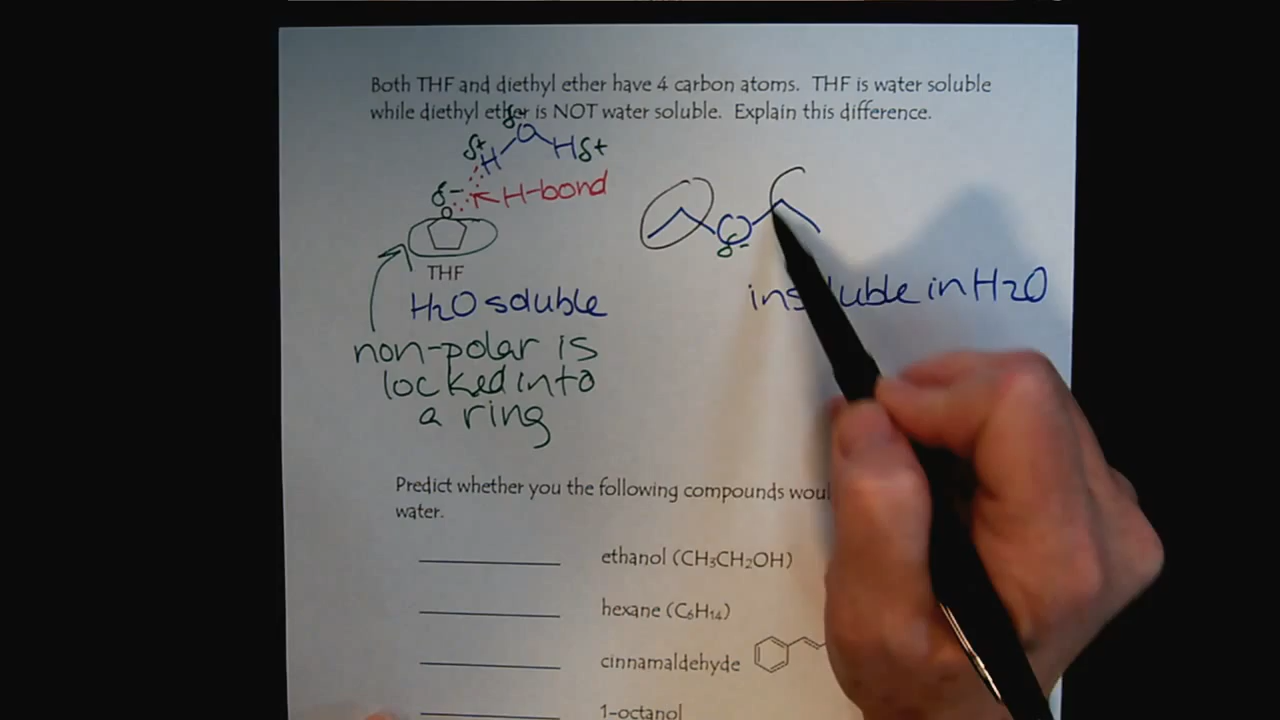 Both THF and diethyl ether have 4 carbon atoms. THF is water soluble
while diethyl ether is NOT water soluble. Explain this difference.
δ-
δ+ H O H δ+
δ-
H-bond
O
O
δ-
THF
H2O soluble
insoluble in H2O
non-polar is
locked into
a ring
Predict whether you the following compounds
water.
ethanol (CH3CH2OH)
hexane (C6H14)
cinnamaldehyde
1-octanol